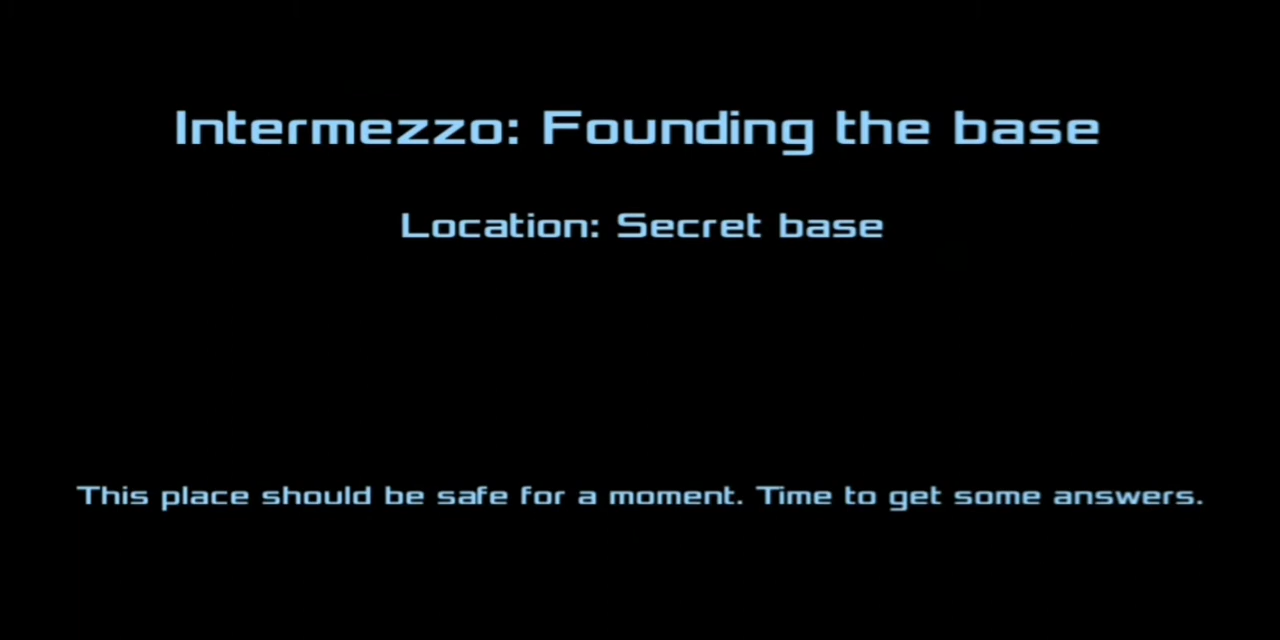 Intermezzo: Founding the base
Location: Secret base
This place should be safe for a moment. Time to get some answers.